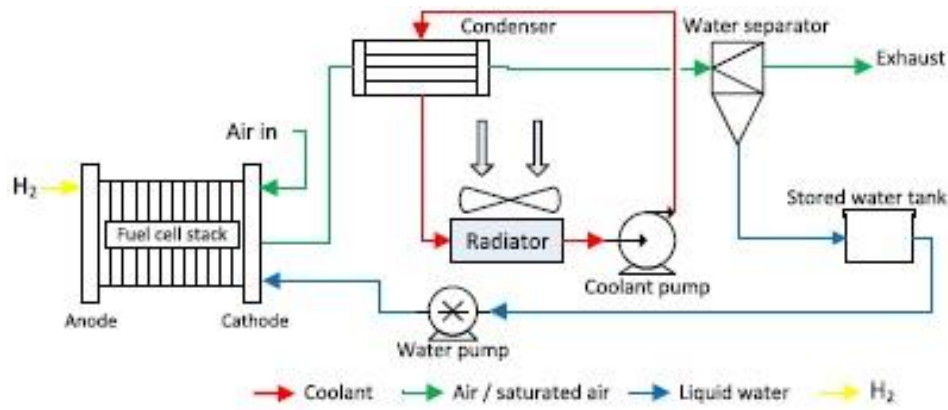 Condenser
Water separator
Exhaust
Air in
H₂
Fuel cell stack
Stored water tank
Radiator
Coolant pump
Anode
Cathode
Water pump
Coolant
Air / saturated air
Liquid water
H₂